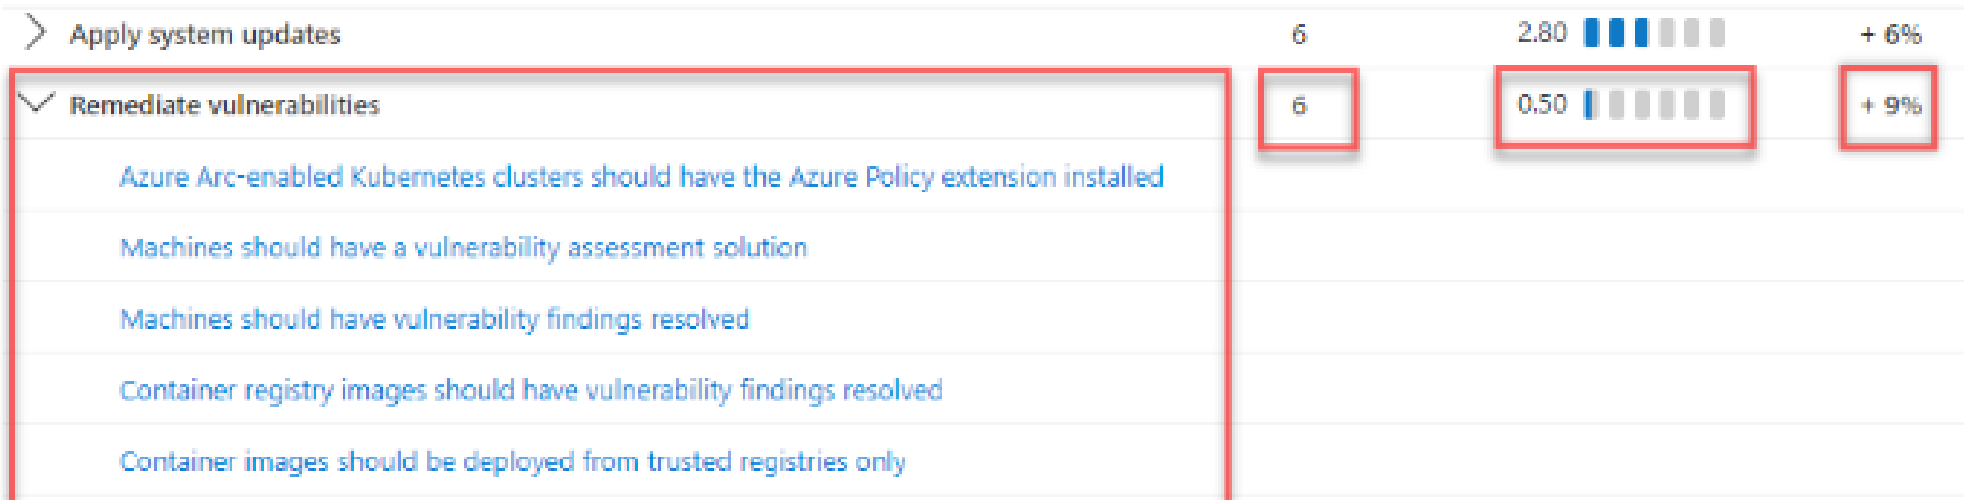 Apply system updates 6 2.80 + 6%
Remediate vulnerabilities 6 0.50 + 9%
Azure Arc-enabled Kubernetes clusters should have the Azure Policy extension installed
Machines should have a vulnerability assessment solution
Machines should have vulnerability findings resolved
Container registry images should have vulnerability findings resolved
Container images should be deployed from trusted registries only